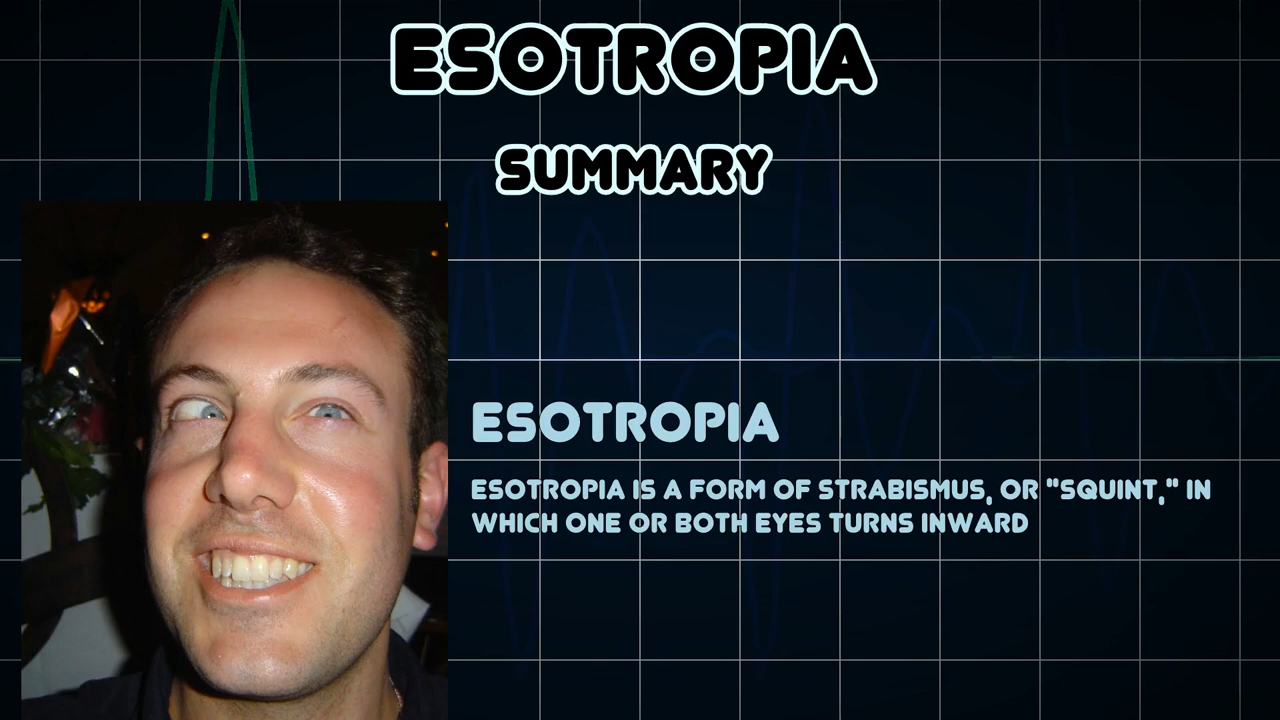 ESOTROPIA
SUMMARY
ESOTROPIA
ESOTROPIA IS A FORM OF STRABISMUS, OR "SQUINT," IN
WHICH ONE OR BOTH EYES TURNS INWARD